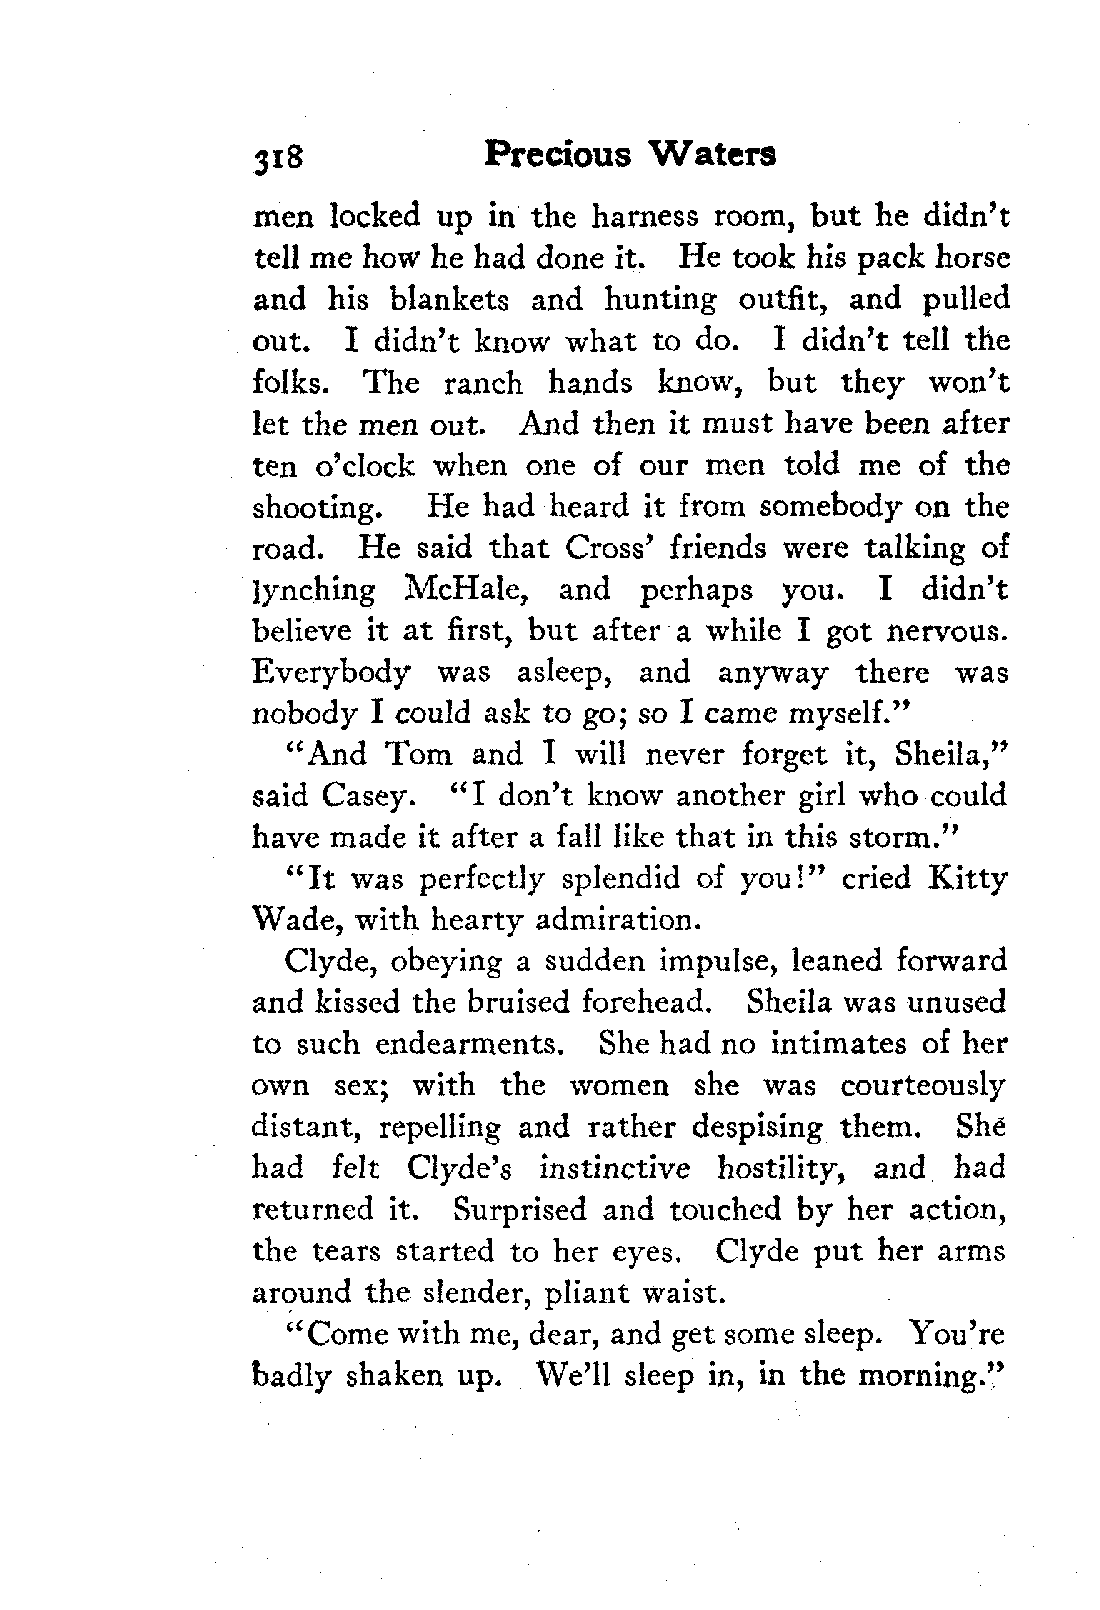 318 Precious Waters
men locked up in the harness room, but he didn't
tell me how he had done it. He took his pack horse
and his blankets and hunting outfit, and pulled
out. I didn't know what to do. I didn't tell the
folks. The ranch hands know, but they won't
let the men out. And then it must have been after
ten o'clock when one of our men told me of the
shooting. He had heard it from somebody on the
road. He said that Cross' friends were talking of
lynching McHale, and perhaps you. I didn't
believe it at first, but after a while I got nervous.
Everybody was asleep, and anyway there was
nobody I could ask to go; so I came myself."
"And Tom and I will never forget it, Sheila,"
said Casey. "I don't know another girl who could
have made it after a fall like that in this storm."
"It was perfectly splendid of you!" cried Kitty
Wade, with hearty admiration.
Clyde, obeying a sudden impulse, leaned forward
and kissed the bruised forehead. Sheila was unused
to such endearments. She had no intimates of her
own sex; with the women she was courteously
distant, repelling and rather despising them. She
had felt Clyde's instinctive hostility, and had
returned it. Surprised and touched by her action,
the tears started to her eyes. Clyde put her arms
around the slender, pliant waist.
"Come with me, dear, and get some sleep. You're
badly shaken up. We'll sleep in, in the morning."